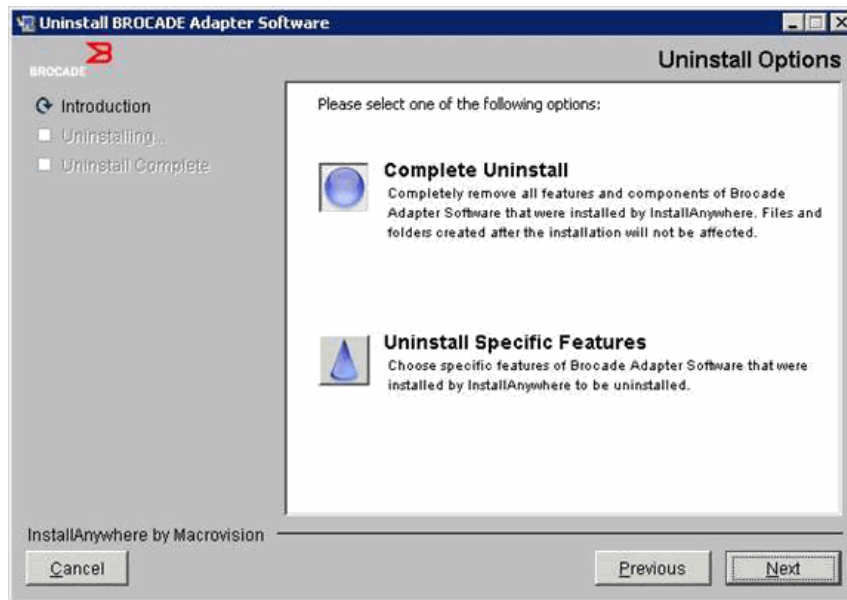 Uninstall BROCADE Adapter Software
BROCADE
Uninstall Options
Introduction
Uninstalling...
Uninstall Complete
Please select one of the following options:
Complete Uninstall
Completely remove all features and components of Brocade
Adapter Software that were installed by InstallAnywhere. Files and
folders created after the installation will not be affected.
Uninstall Specific Features
Choose specific features of Brocade Adapter Software that were
installed by InstallAnywhere to be uninstalled.
InstallAnywhere by Macrovision
Cancel
Previous
Next